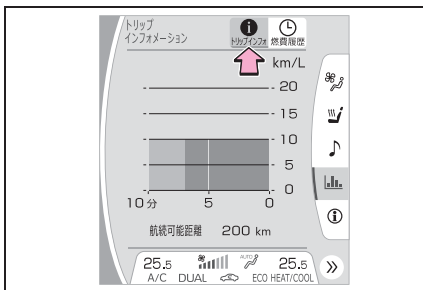 トリップ
インフォメーション
トリップインフォ 燃費履歴
km/L
20
15
10
5
0
10分 5 0
航続可能距離 200 km
25.5 AUTO 25.5
A/C DUAL ECO HEAT/COOL